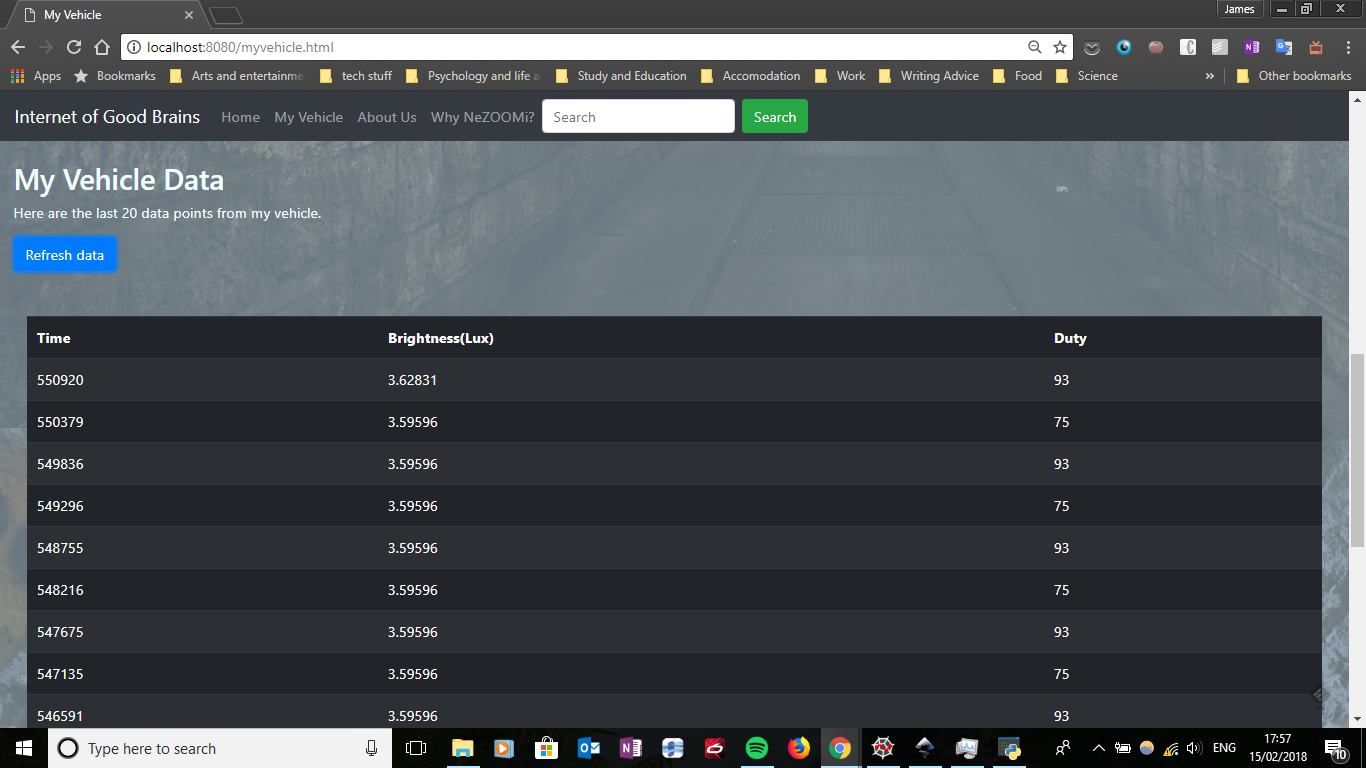 My Vehicle
James
localhost:8080/myvehicle.html
Apps Bookmarks Arts and entertainme tech stuff Psychology and life a Study and Education Accomodation Work Writing Advice Food Science » Other bookmarks
Internet of Good Brains Home My Vehicle About Us Why NeZOOMi? Search Search
My Vehicle Data
Here are the last 20 data points from my vehicle.
Refresh data
Time Brightness(Lux) Duty
550920 3.62831 93
550379 3.59596 75
549836 3.59596 93
549296 3.59596 75
548755 3.59596 93
548216 3.59596 75
547675 3.59596 93
547135 3.59596 75
546591 3.59596 93
Type here to search
ENG
17:57
15/02/2018
10